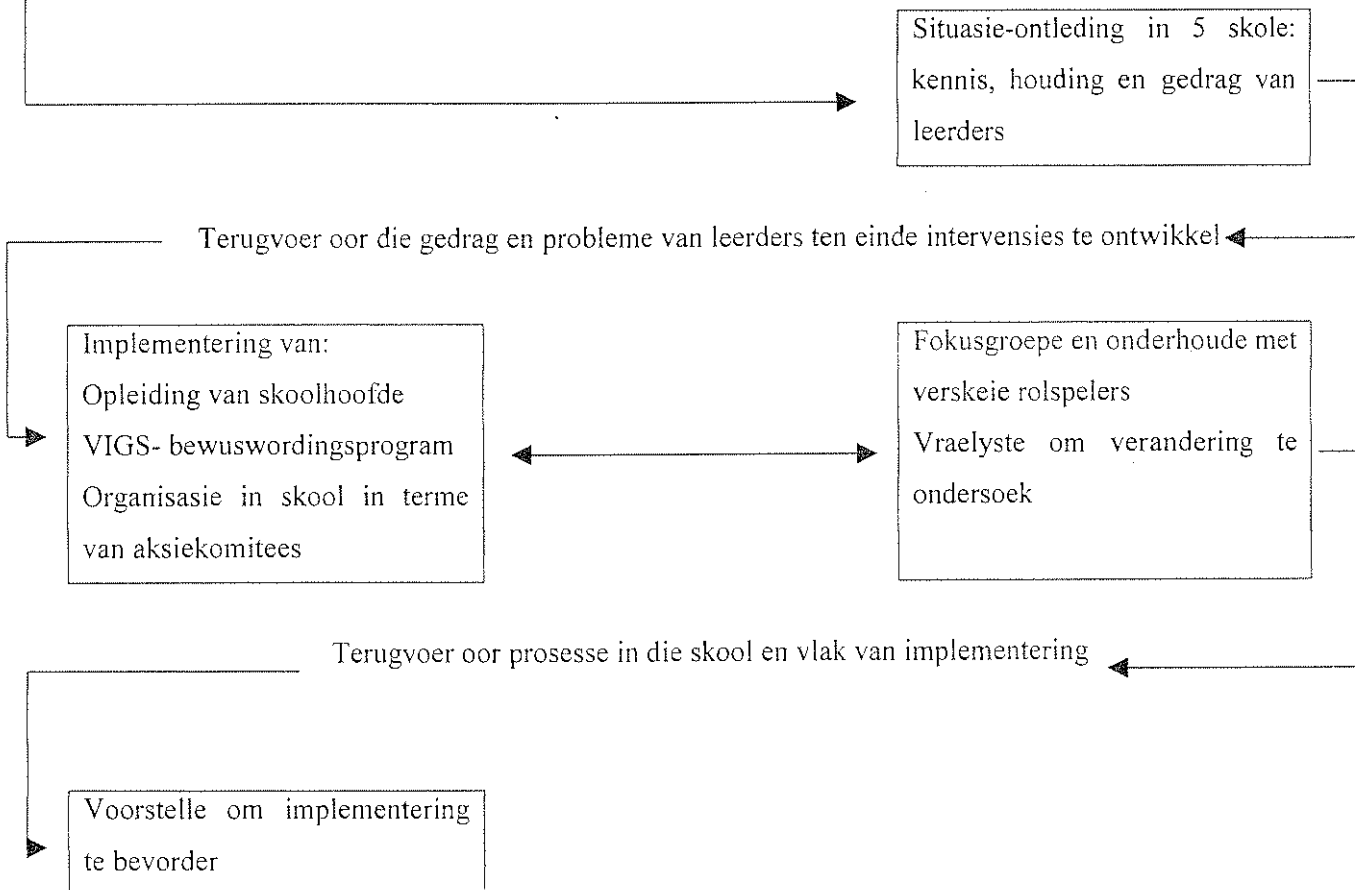 Situasie-ontleding in 5 skole:
kennis, houding en gedrag van
leerders
Terugvoer oor die gedrag en probleme van leerders ten einde intervensies te ontwikkel
Implementering van:
Opleiding van skoolhoofde
VIGS- bewuswordingsprogram
Organisasie in skool in terme
van aksiekomitees
Fokusgroepe en onderhoude met
verskeie rolspelers
Vraelyste om verandering te
ondersoek
Terugvoer oor prosesse in die skool en vlak van implementering
Voorstelle om implementering
te bevorder